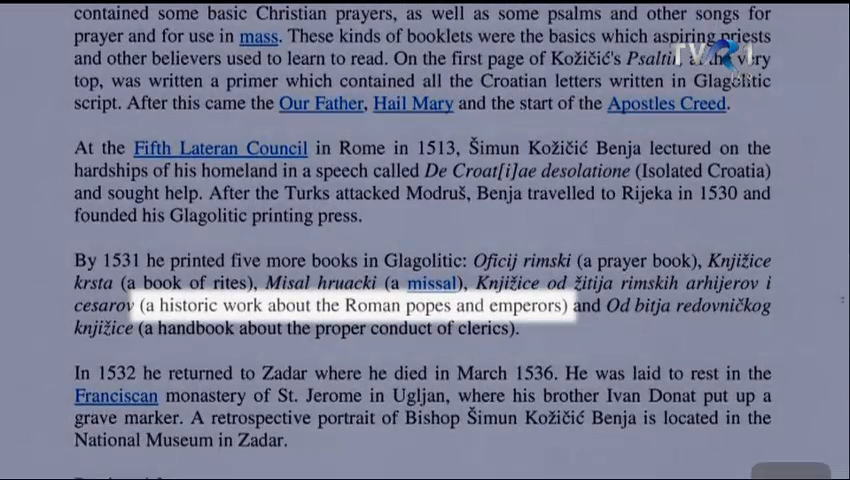 contained some basic Christian prayers, as well as some psalms and other songs for
prayer and for use in mass. These kinds of booklets were the basics which aspiring priests
and other believers used to learn to read. On the first page of Kožičić's Psaltir at the very
top, was written a primer which contained all the Croatian letters written in Glagolitic
script. After this came the Our Father, Hail Mary and the start of the Apostles Creed.
At the Fifth Lateran Council in Rome in 1513, Šimun Kožičić Benja lectured on the
hardships of his homeland in a speech called De Croat[i]ae desolatione (Isolated Croatia)
and sought help. After the Turks attacked Modruš, Benja travelled to Rijeka in 1530 and
founded his Glagolitic printing press.
By 1531 he printed five more books in Glagolitic: Oficij rimski (a prayer book), Knjižice
krsta (a book of rites), Misal hruacki (a missal), Knjižice od žitija rimskih arhijerov i
cesarov (a historic work about the Roman popes and emperors) and Od bitja redovničkog
knjižice (a handbook about the proper conduct of clerics).
In 1532 he returned to Zadar where he died in March 1536. He was laid to rest in the
Franciscan monastery of St. Jerome in Ugljan, where his brother Ivan Donat put up a
grave marker. A retrospective portrait of Bishop Šimun Kožičić Benja is located in the
National Museum in Zadar.